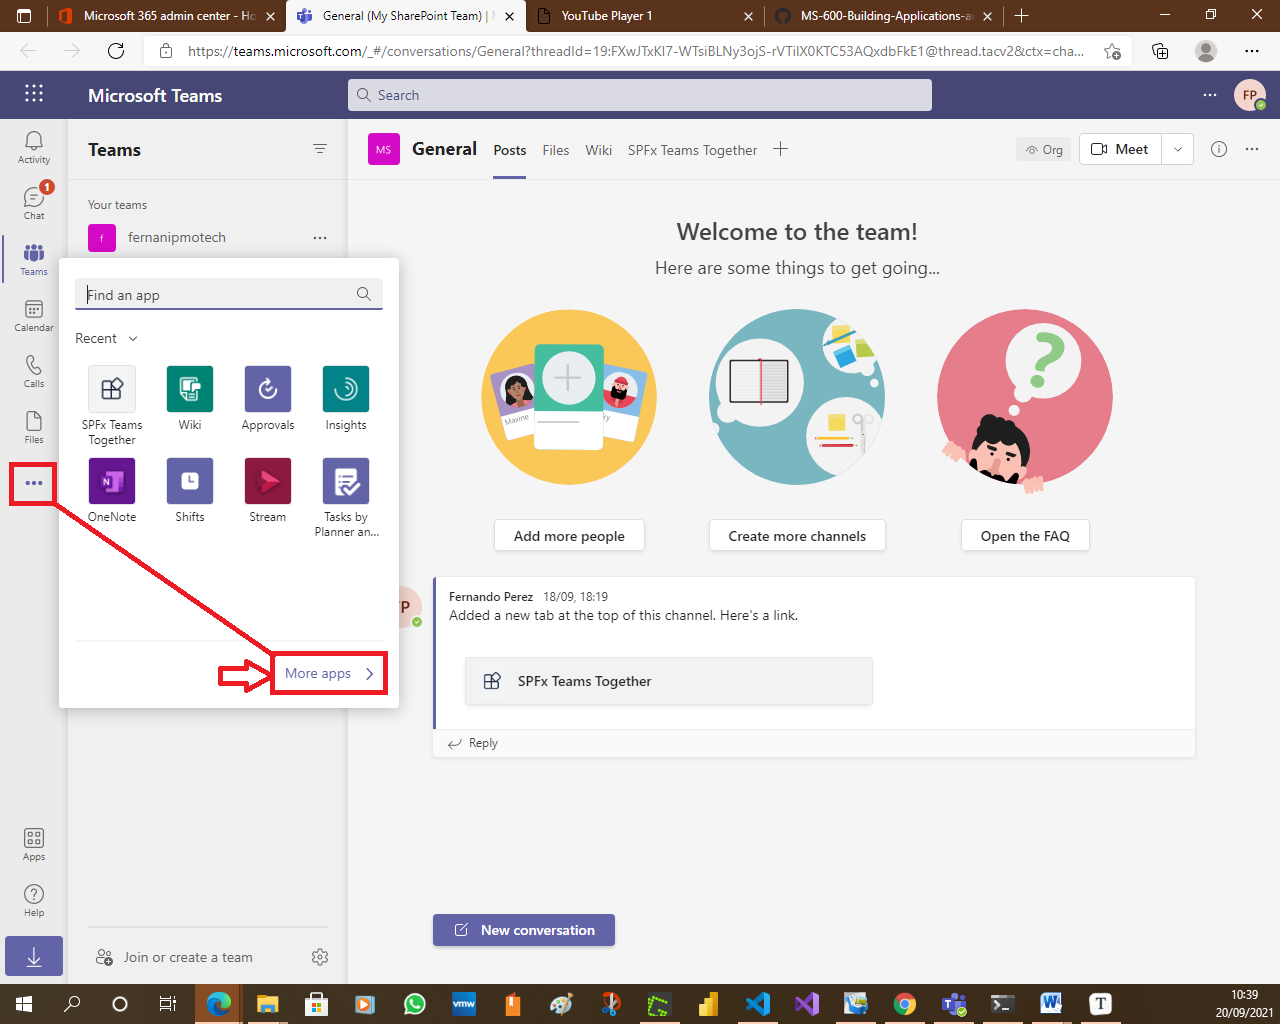 Microsoft 365 admin center - Ho
General (My SharePoint Team) |
YouTube Player 1
MS-600-Building-Applications-a
https://teams.microsoft.com/_#/conversations/General?threadId=19:FXwJTxKI7-WTsiBLNy3ojS-rVTilX0KTC53AQxdbFkE1@thread.tacv2&ctx=cha...
Microsoft Teams
Search
FP
Activity
Chat
1
Teams
Calendar
Calls
Files
Apps
Help
Teams
Your teams
f
fernanipmotech
Find an app
Recent
SPFx Teams Together
Wiki
Approvals
Insights
OneNote
Shifts
Stream
Tasks by Planner an...
More apps
Join or create a team
MS
General
Posts
Files
Wiki
SPFx Teams Together
Org
Meet
Welcome to the team!
Here are some things to get going...
Maxine
Add more people
Create more channels
Open the FAQ
P
Fernando Perez 18/09, 18:19
Added a new tab at the top of this channel. Here's a link.
SPFx Teams Together
Reply
New conversation
vmw
10:39
20/09/2021